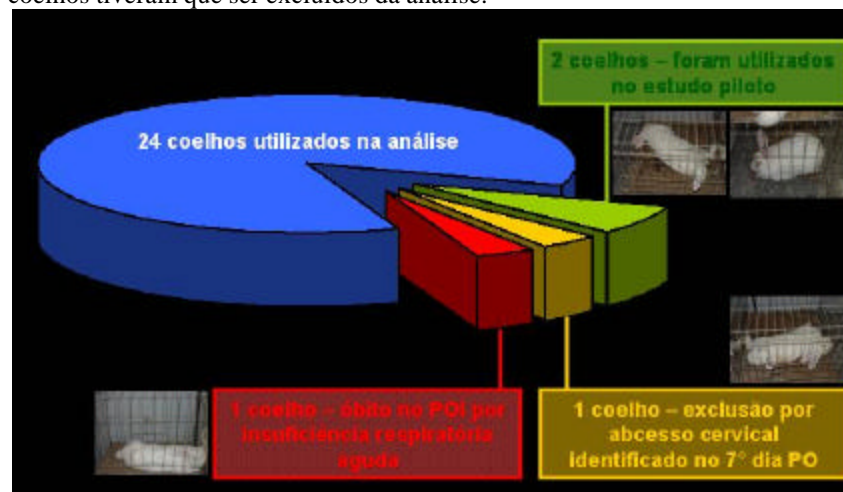 coelhos tiveram que ser excluídos da análise.
2 coelhos – foram utilizados
no estudo piloto
24 coelhos utilizados na análise
1 coelho – óbito no POI por
insuficiência respiratória
aguda
1 coelho – exclusão por
abcesso cervical
identificado no 7° dia PO